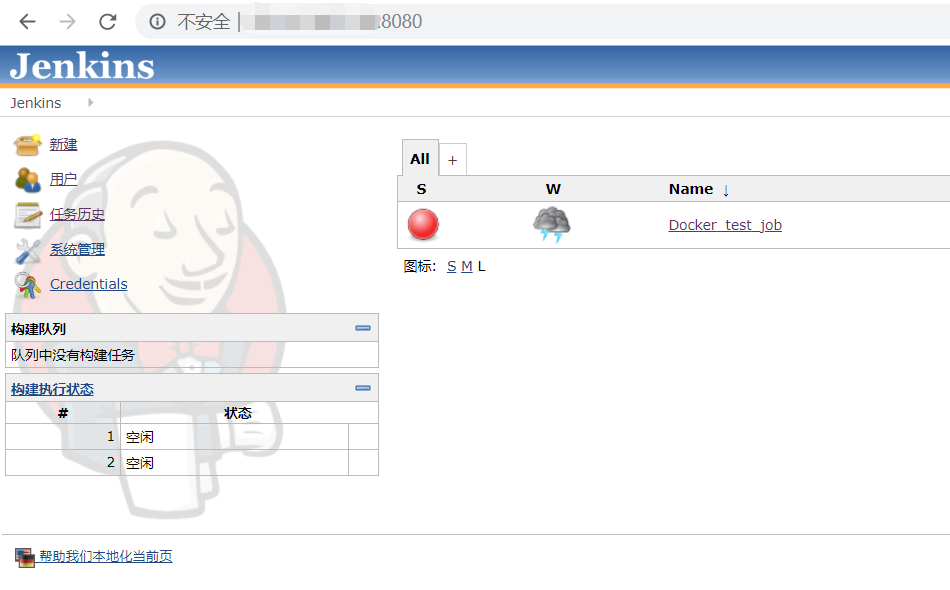 不安全 | :8080
Jenkins
Jenkins
新建
用户
任务历史
系统管理
Credentials
构建队列
队列中没有构建任务
构建执行状态
# 状态
1 空闲
2 空闲
All +
S W Name ↓
Docker_test_job
图标: S M L
帮助我们本地化当前页